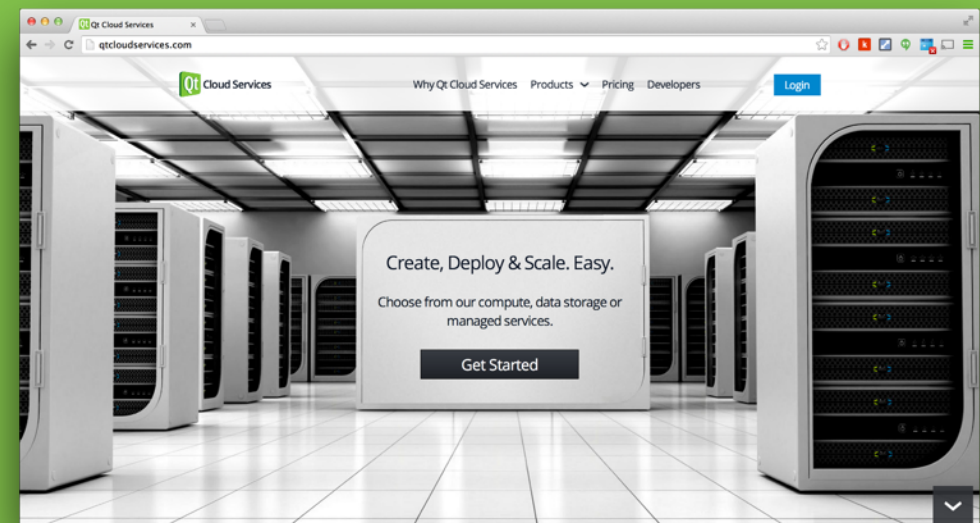 Qt Qt Cloud Services
qtcloudservices.com
Qt Cloud Services
Why Qt Cloud Services Products Pricing Developers
Login
Create, Deploy & Scale. Easy.
Choose from our compute, data storage or
managed services.
Get Started